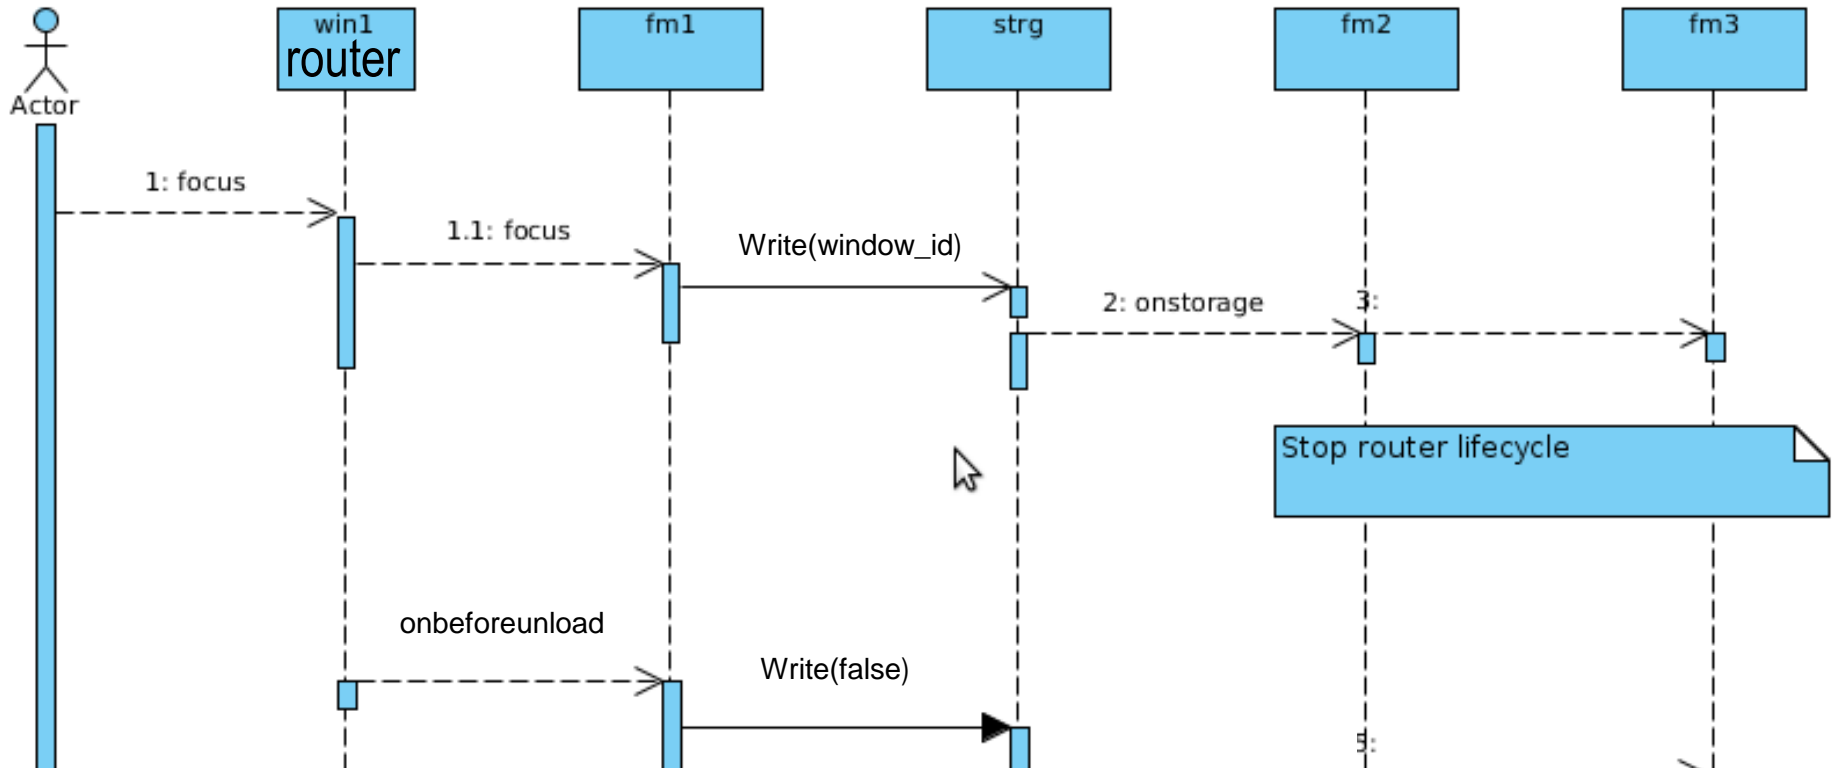 win1
router
fm1
strg
fm2
fm3
Actor
1: focus
1.1: focus
Write(window_id)
2: onstorage
3:
Stop router lifecycle
onbeforeunload
Write(false)
5: